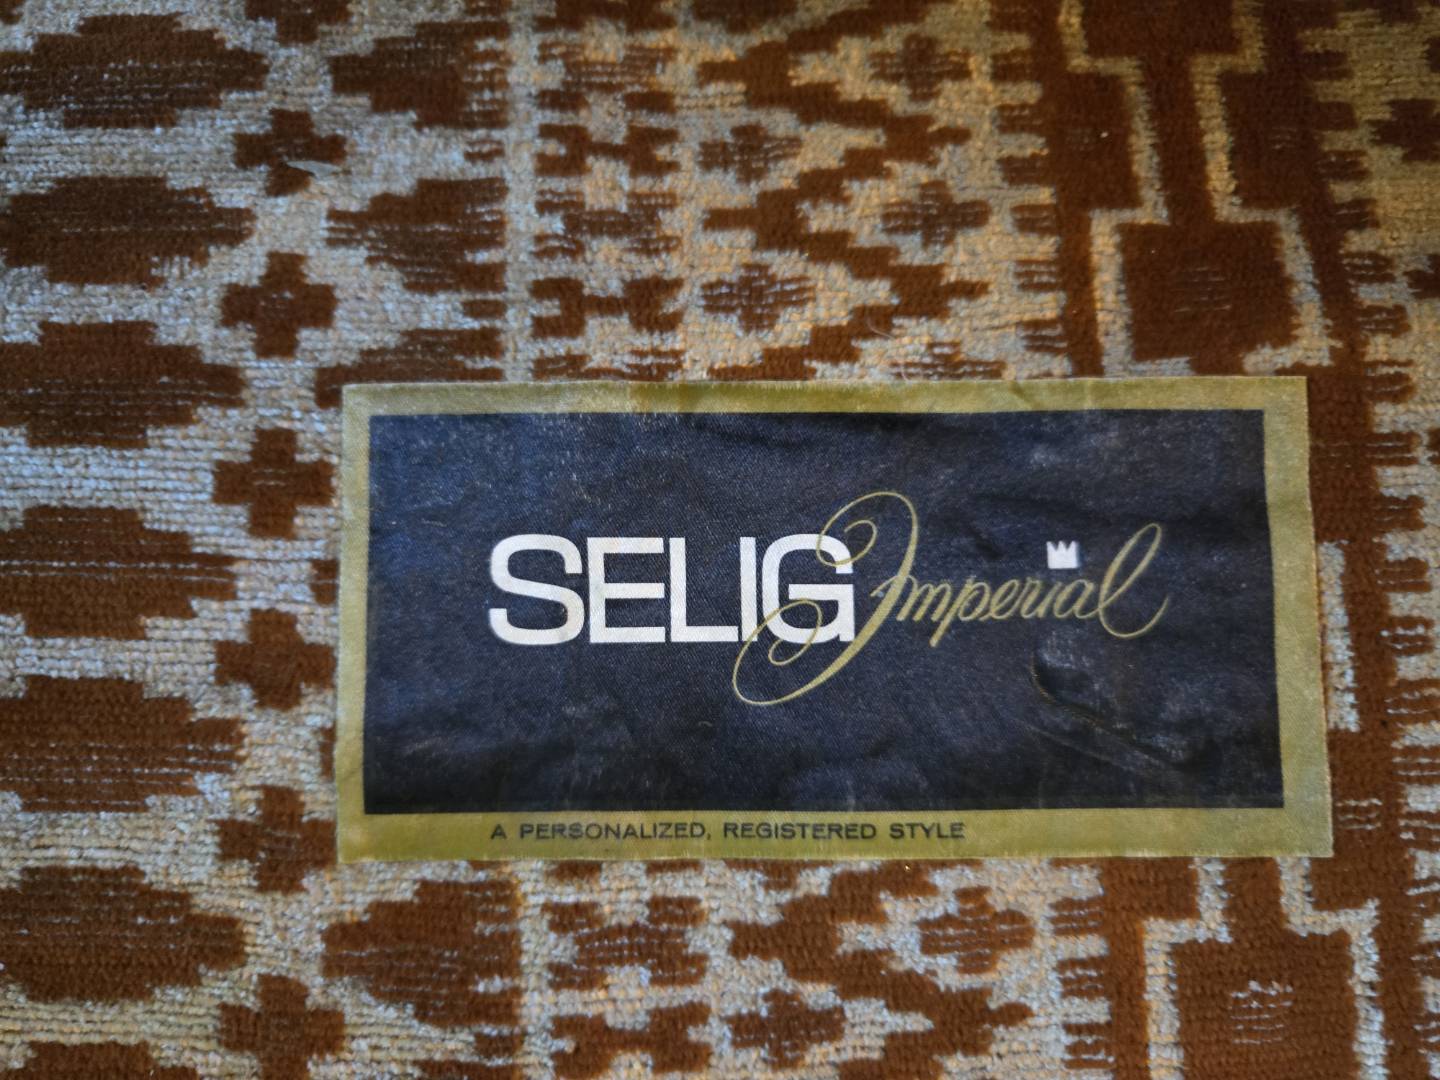 SELIG Imperial
A PERSONALIZED, REGISTERED STYLE